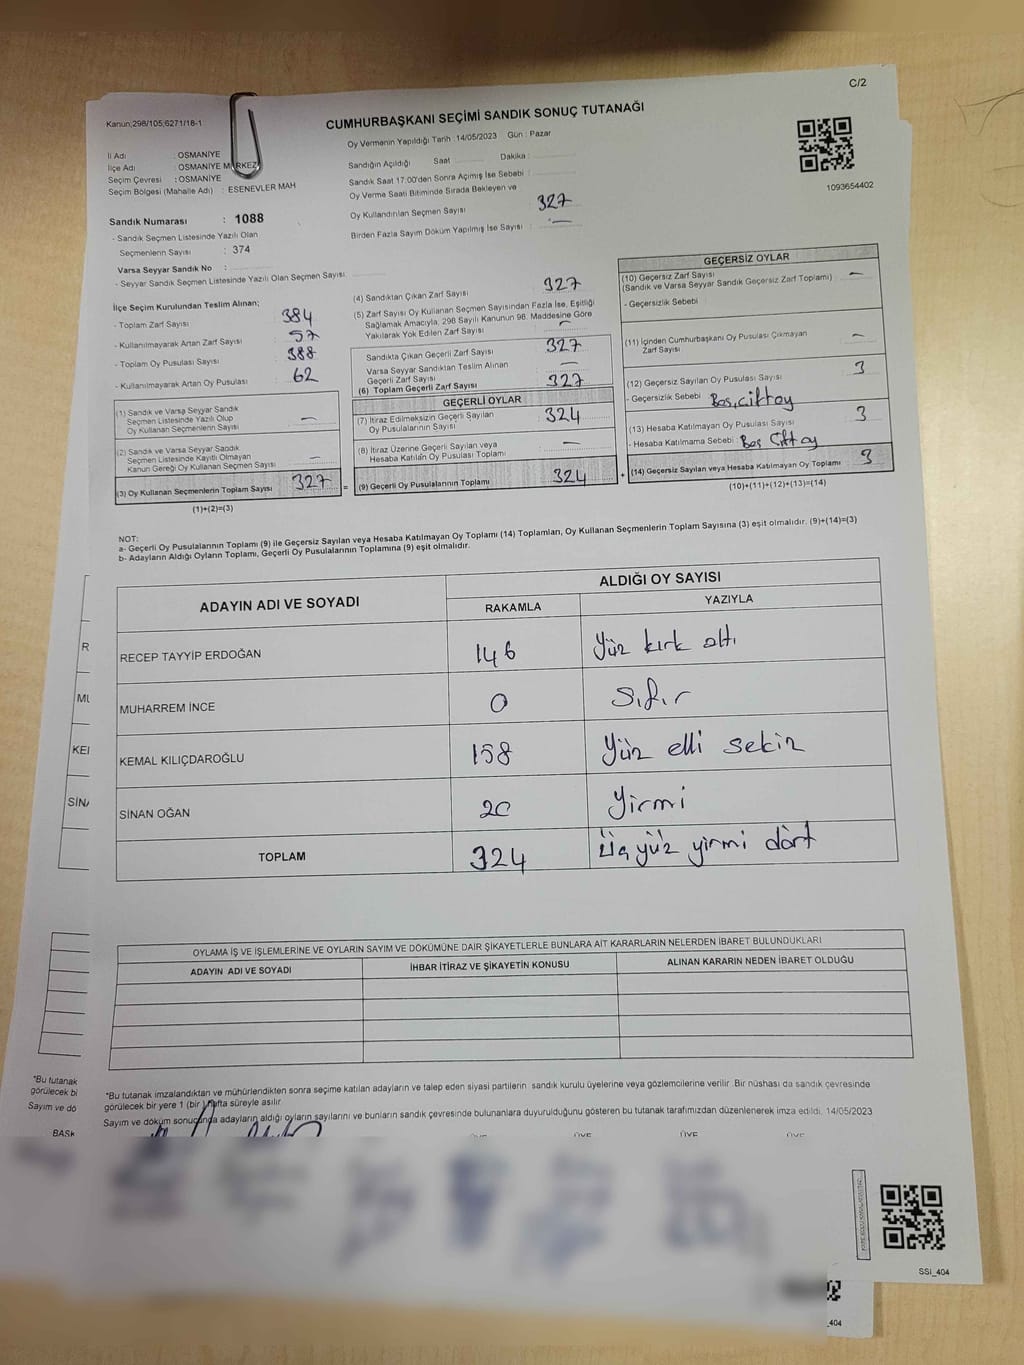 C/2
Kanun;298/105,6271/18-1
CUMHURBAŞKANI SEÇİMİ SANDIK SONUÇ TUTANAĞI
Oy Vermenin Yapıldığı Tarih :14/05/2023 Gün : Pazar
İl Adı : OSMANİYE
İlçe Adı : OSMANİYE MERKEZ
Seçim Çevresi : OSMANİYE
Seçim Bölgesi (Mahalle Adı) : ESENEVLER MAH
Sandığın Açıldığı Saat Dakika :
Sandık Saat 17.00'den Sonra Açımış İse Sebebi :
Oy Verme Saati Bitiminde Sırada Bekleyen ve
Oy Kullandırılan Seçmen Sayısı 327
Birden Fazla Sayım Döküm Yapılmış İse Sayısı : —
1093654402
Sandık Numarası : 1088
- Sandık Seçmen Listesinde Yazılı Olan
Seçmenlerin Sayısı : 374
Varsa Seyyar Sandık No :
- Seyyar Sandık Seçmen Listesinde Yazılı Olan Seçmen Sayısı:
İlçe Seçim Kurulundan Teslim Alınan;
- Toplam Zarf Sayısı : 384
- Kullanılmayarak Artan Zarf Sayısı : 57
- Toplam Oy Pusulası Sayısı : 388
- Kullanılmayarak Artan Oy Pusulası : 62
(1) Sandık ve Varsa Seyyar Sandık
Seçmen Listesinde Yazılı Olup
Oy Kullanan Seçmenlerin Sayısı —
(2) Sandık ve Varsa Seyyar Sandık
Seçmen Listesinde Kayıtlı Olmayan
Kanun Gereği Oy Kullanan Seçmen Sayısı —
(3) Oy Kullanan Seçmenlerin Toplam Sayısı 327 =
(1)+(2)=(3)
(4) Sandıktan Çıkan Zarf Sayısı 327
(5) Zarf Sayısı Oy Kullanan Seçmen Sayısından Fazla İse, Eşitliği
Sağlamak Amacıyla, 298 Sayılı Kanunun 98. Maddesine Göre
Yakılarak Yok Edilen Zarf Sayısı : —
Sandıkta Çıkan Geçerli Zarf Sayısı 327
Varsa Seyyar Sandıktan Teslim Alınan
Geçerli Zarf Sayısı : —
(6) Toplam Geçerli Zarf Sayısı 327
GEÇERLİ OYLAR
(7) İtiraz Edilmeksizin Geçerli Sayılan
Oy Pusulasının Sayısı 324
(8) İtiraz Üzerine Geçerli Sayılan veya
Hesaba Katılan Oy Pusulası Toplamı —
(9) Geçerli Oy Pusulalarının Toplamı 324 +
GEÇERSİZ OYLAR
(10) Geçersiz Zarf Sayısı : —
(Sandık ve Varsa Seyyar Sandık Geçersiz Zarf Toplamı)
- Geçersizlik Sebebi
(11) İçinden Cumhurbaşkanı Oy Pusulası Çıkmayan
Zarf Sayısı —
(12) Geçersiz Sayılan Oy Pusulası Sayısı 3
- Geçersizlik Sebebi Boş, Çift oy
(13) Hesaba Katılmayan Oy Pusulası Sayısı 3
- Hesaba Katılmama Sebebi : Boş Çift oy
(14) Geçersiz Sayılan veya Hesaba Katılmayan Oy Toplamı 3
(10)+(11)+(12)+(13)=(14)
NOT:
a- Geçerli Oy Pusulalarının Toplamı (9) ile Geçersiz Sayılan veya Hesaba Katılmayan Oy Toplamı (14) Toplamları, Oy Kullanan Seçmenlerin Toplam Sayısına (3) eşit olmalıdır. (9)+(14)=(3)
b- Adayların Aldığı Oyların Toplamı, Geçerli Oy Pusulalarının Toplamına (9) eşit olmalıdır.
ADAYIN ADI VE SOYADI
ALDIĞI OY SAYISI
RAKAMLA YAZIYLA
RECEP TAYYİP ERDOĞAN 146 Yüz kırk altı
MUHARREM İNCE 0 Sıfır
KEMAL KILIÇDAROĞLU 158 Yüz elli sekiz
SİNAN OĞAN 20 Yirmi
TOPLAM 324 Üç yüz yirmi dört
R
MU
KEI
SİN
OYLAMA İŞ VE İŞLEMLERİNE VE OYLARIN SAYIM VE DÖKÜMÜNE DAİR ŞİKAYETLERLE BUNLARA AİT KARARLARIN NELERDEN İBARET BULUNDUKLARI
ADAYIN ADI VE SOYADI İHBAR İTİRAZ VE ŞİKAYETİN KONUSU ALINAN KARARIN NEDEN İBARET OLDUĞU
*Bu tutanak
görülecek bi
Sayım ve dö
BAŞK
*Bu tutanak imzalandıktan ve mühürlendikten sonra seçime katılan adayların ve talep eden siyasi partilerin sandık kurulu üyelerine veya gözlemcilerine verilir. Bir nüshası da sandık çevresinde
görülecek bir yere 1 (bir) hafta süreyle asılır
Sayım ve döküm sonucunda adayların aldığı oyların sayılarını ve bunların sandık çevresinde bulunanlara duyurulduğunu gösteren bu tutanak tarafımızdan düzenlenerek imza edildi. 14/05/2023
ÜYE ÜYE ÜYE ÜYE
SSİ_404
_404